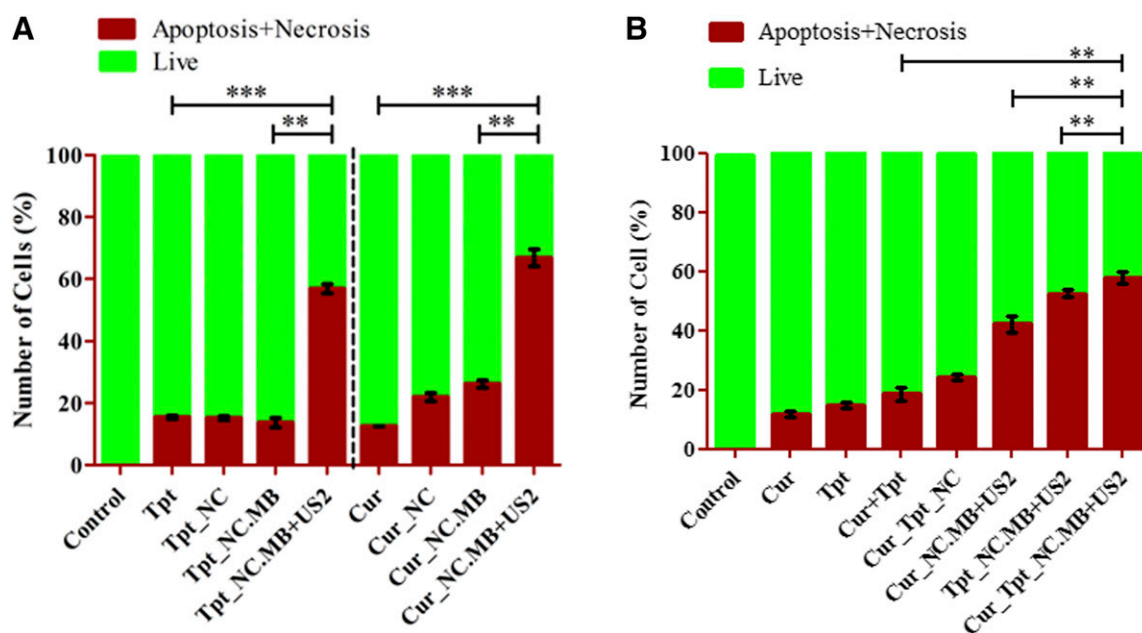 A
Apoptosis+Necrosis
Live
***
***
**
**
Number of Cells (%)
100
80
60
40
20
0
Control
Tpt
Tpt_NC
Tpt_NC.MB
Tpt_NC.MB+US2
Cur
Cur_NC
Cur_NC.MB
Cur_NC.MB+US2
B
Apoptosis+Necrosis
Live
**
**
**
Number of Cell (%)
100
80
60
40
20
0
Control
Cur
Tpt
Cur+Tpt
Cur_Tpt_NC
Cur_NC.MB+US2
Tpt_NC.MB+US2
Cur_Tpt_NC.MB+US2